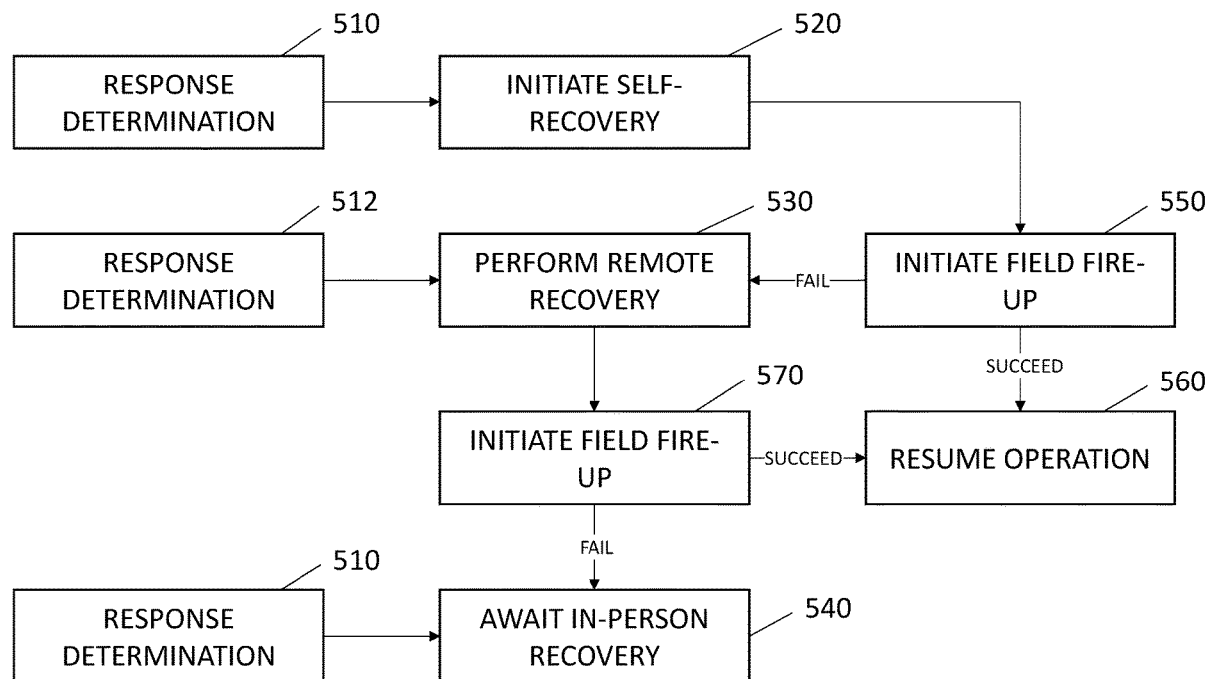 510
520
RESPONSE
DETERMINATION
INITIATE SELF-
RECOVERY
512
530
550
RESPONSE
DETERMINATION
PERFORM REMOTE
RECOVERY
FAIL
INITIATE FIELD FIRE-
UP
SUCCEED
570
560
INITIATE FIELD FIRE-
UP
SUCCEED
RESUME OPERATION
FAIL
510
RESPONSE
DETERMINATION
AWAIT IN-PERSON
RECOVERY
540